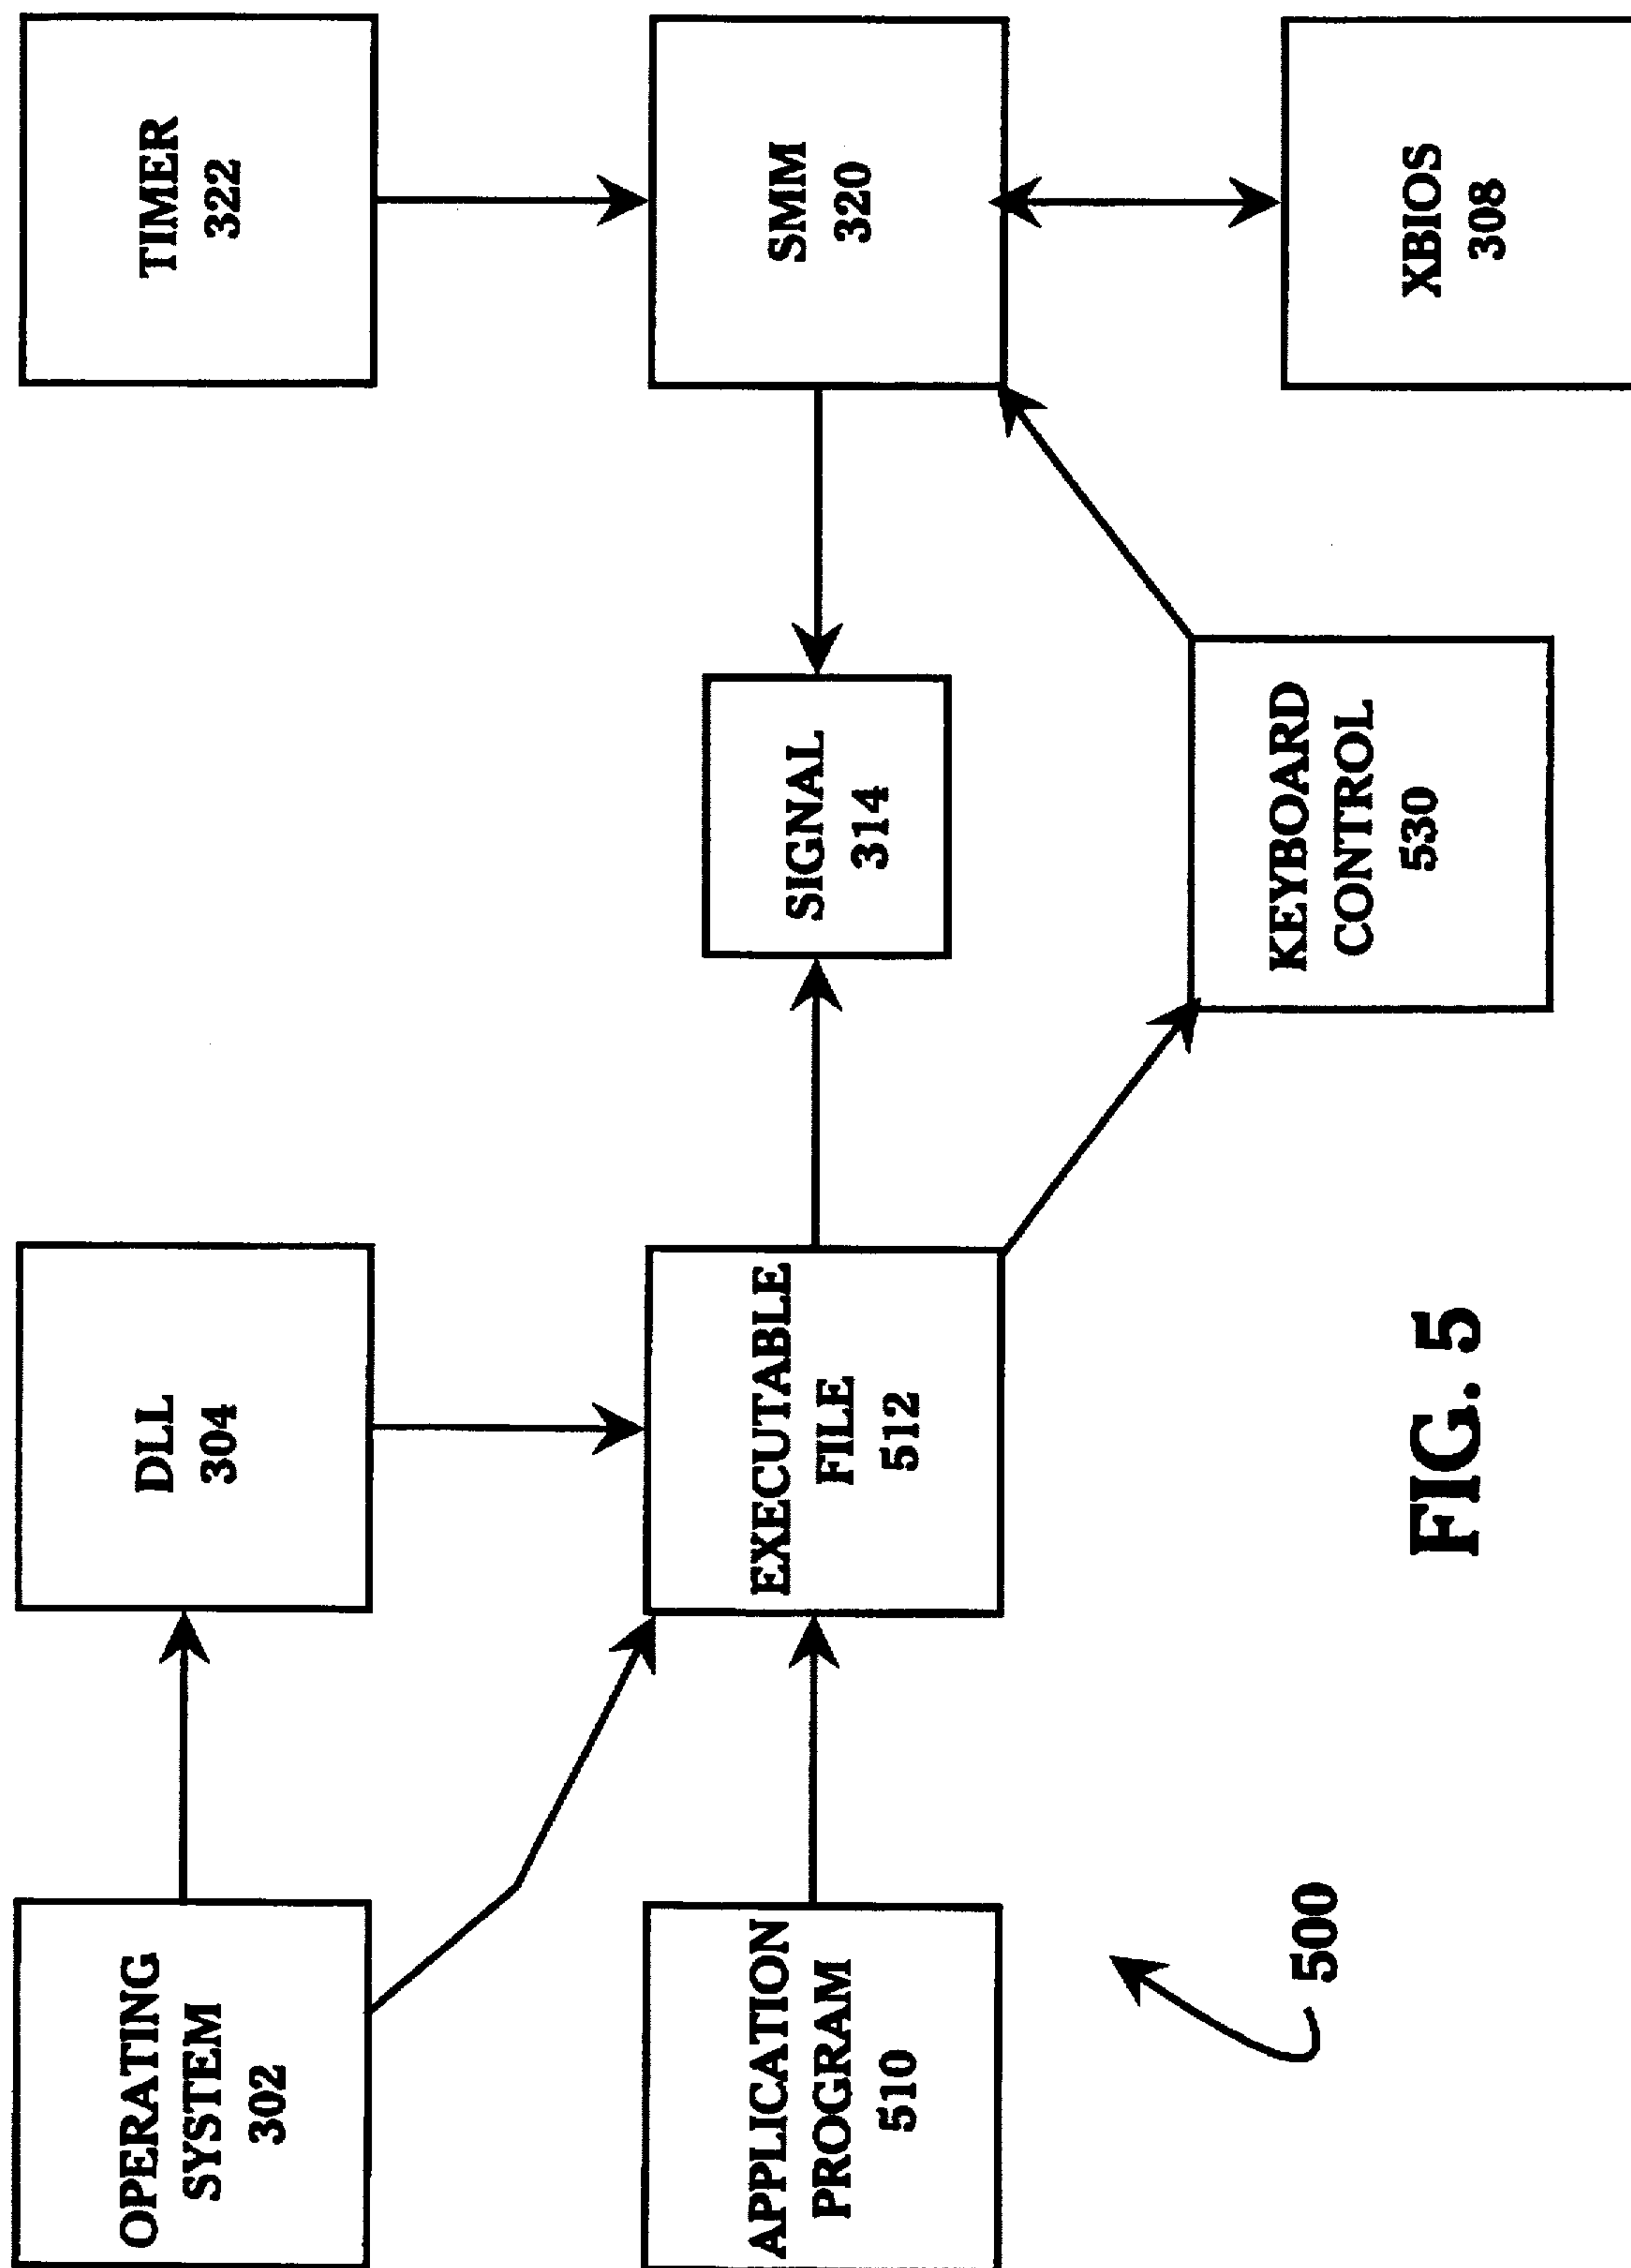 OPERATING
SYSTEM
302
DLL
304
TIMER
322
APPLICATION
PROGRAM
510
EXECUTABLE
FILE
512
SIGNAL
314
SMM
320
KEYBOARD
CONTROL
530
XBIOS
308
500
FIG. 5